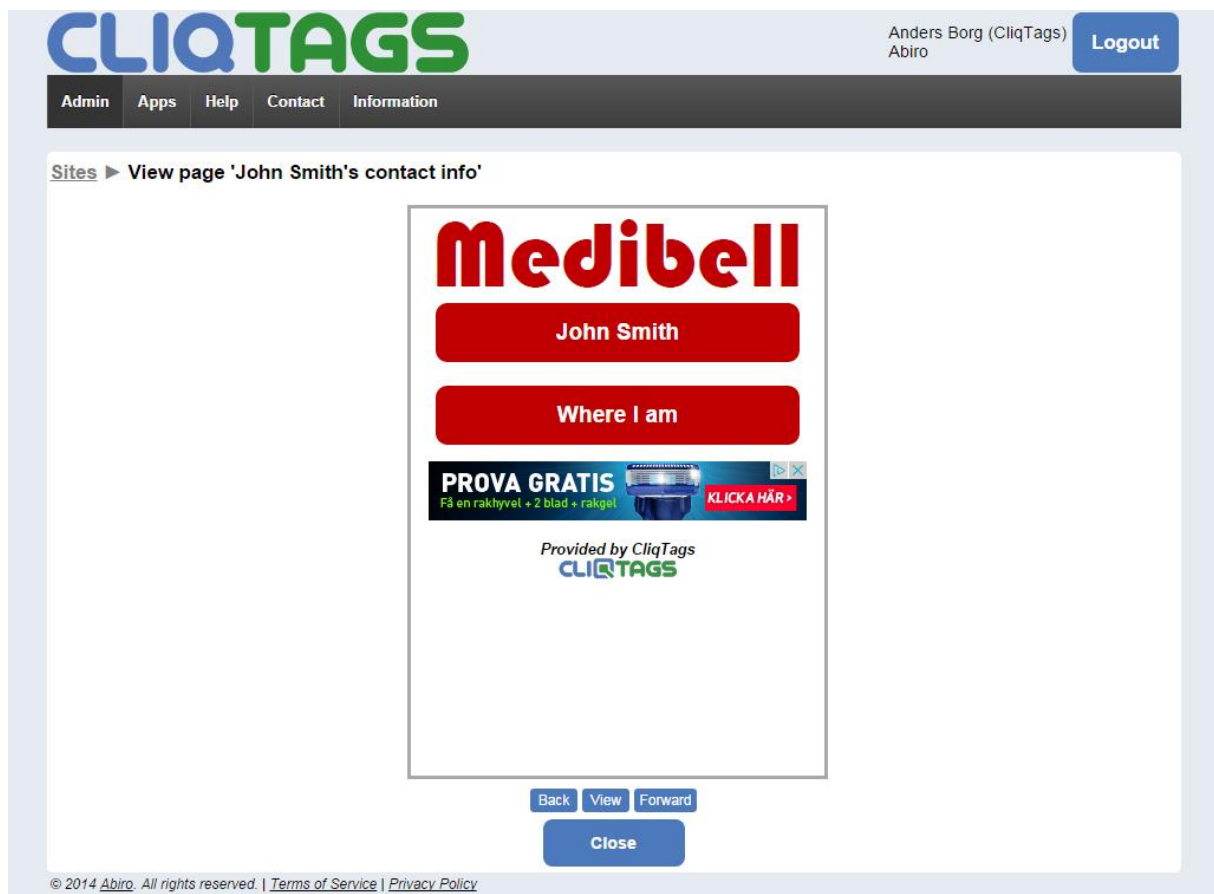 CLIQTAGS
Anders Borg (CliqTags)
Abiro
Logout
Admin Apps Help Contact Information
Sites ▶ View page 'John Smith's contact info'
Medibell
John Smith
Where I am
PROVA GRATIS
Få en rakhyvel + 2 blad + rakgel
KLICKA HÄR >
Provided by CliqTags
CLIQTAGS
Back View Forward
Close
© 2014 Abiro. All rights reserved. | Terms of Service | Privacy Policy